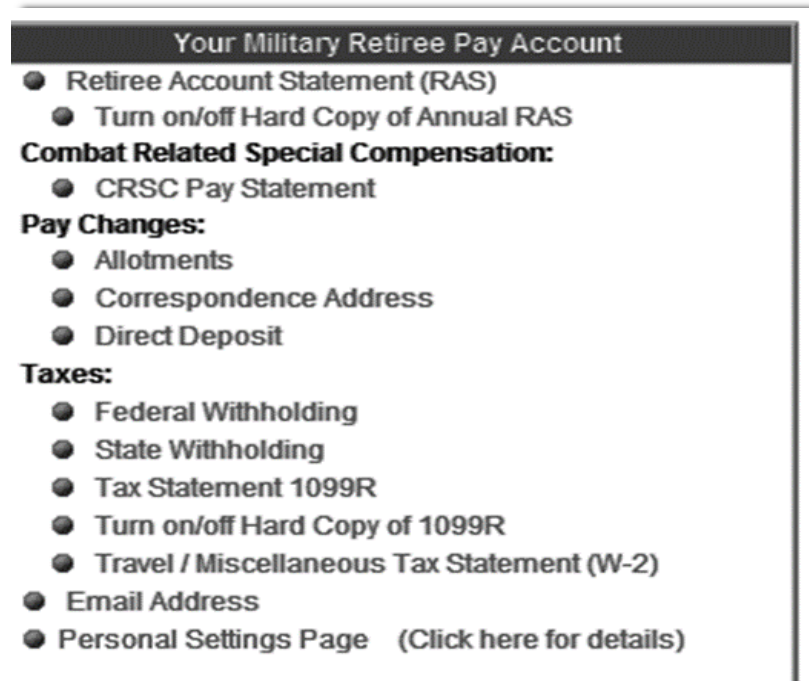 Your Military Retiree Pay Account
Retiree Account Statement (RAS)
Turn on/off Hard Copy of Annual RAS
Combat Related Special Compensation:
CRSC Pay Statement
Pay Changes:
Allotments
Correspondence Address
Direct Deposit
Taxes:
Federal Withholding
State Withholding
Tax Statement 1099R
Turn on/off Hard Copy of 1099R
Travel / Miscellaneous Tax Statement (W-2)
Email Address
Personal Settings Page (Click here for details)